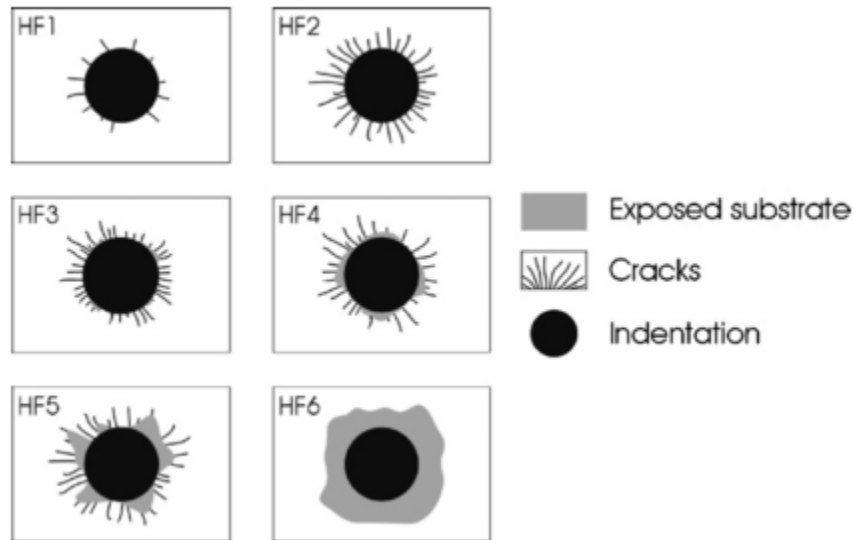 HF1
HF2
HF3
HF4
Exposed substrate
Cracks
Indentation
HF5
HF6